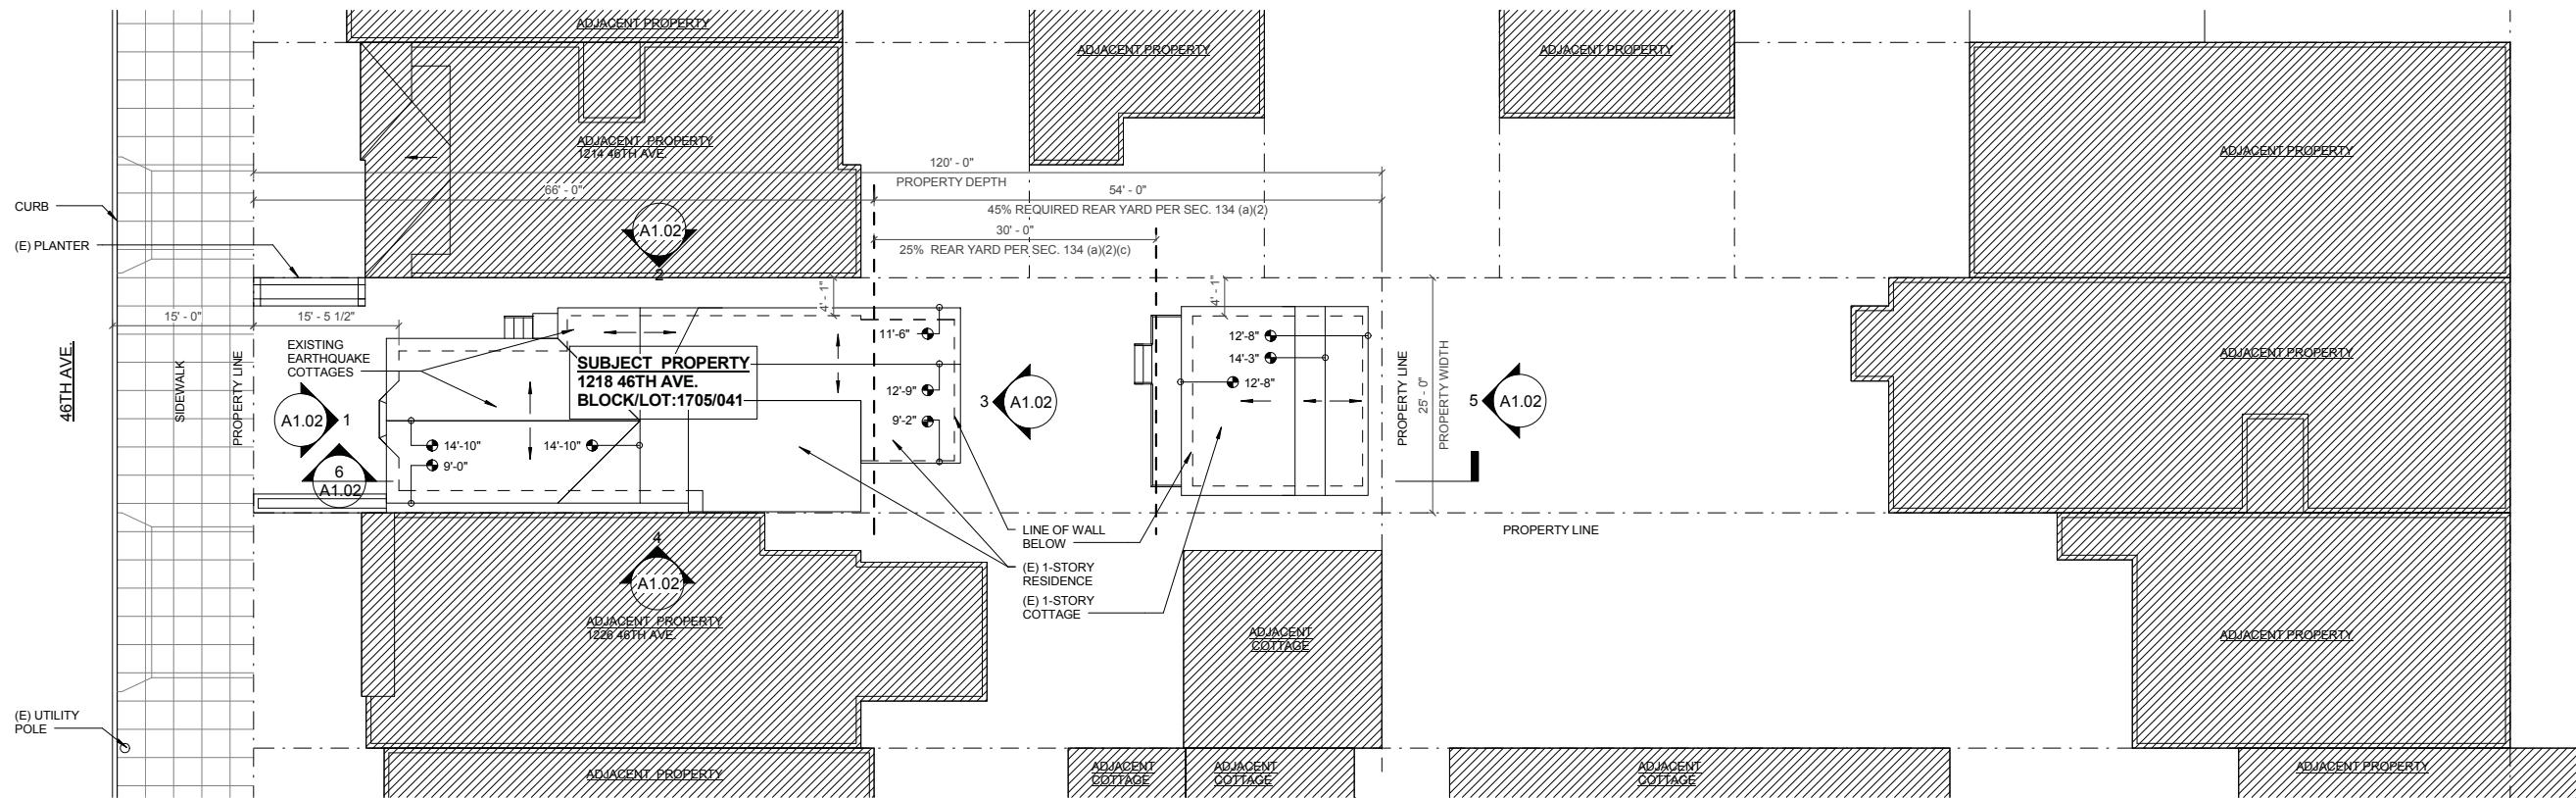 ADJACENT PROPERTY
ADJACENT PROPERTY
ADJACENT PROPERTY
ADJACENT PROPERTY
1214 46TH AVE.
ADJACENT PROPERTY
120' - 0"
PROPERTY DEPTH
66' - 0"
54' - 0"
45% REQUIRED REAR YARD PER SEC. 134 (a)(2)
30' - 0"
25% REAR YARD PER SEC. 134 (a)(2)(c)
CURB
(E) PLANTER
A1.02
2
4' - 1"
4' - 1"
15' - 0"
15' - 5 1/2"
46TH AVE.
SIDEWALK
PROPERTY LINE
EXISTING
EARTHQUAKE
COTTAGES
SUBJECT PROPERTY
1218 46TH AVE.
BLOCK/LOT:1705/041
11'-6"
12'-9"
9'-2"
14'-10"
9'-0"
14'-10"
A1.02
1
6
A1.02
3
A1.02
12'-8"
14'-3"
12'-8"
PROPERTY LINE
25' - 0"
PROPERTY WIDTH
5
A1.02
ADJACENT PROPERTY
LINE OF WALL
BELOW
(E) 1-STORY
RESIDENCE
(E) 1-STORY
COTTAGE
PROPERTY LINE
4
A1.02
ADJACENT PROPERTY
1226 46TH AVE.
ADJACENT
COTTAGE
ADJACENT PROPERTY
(E) UTILITY
POLE
ADJACENT PROPERTY
ADJACENT
COTTAGE
ADJACENT
COTTAGE
ADJACENT
COTTAGE
ADJACENT PROPERTY